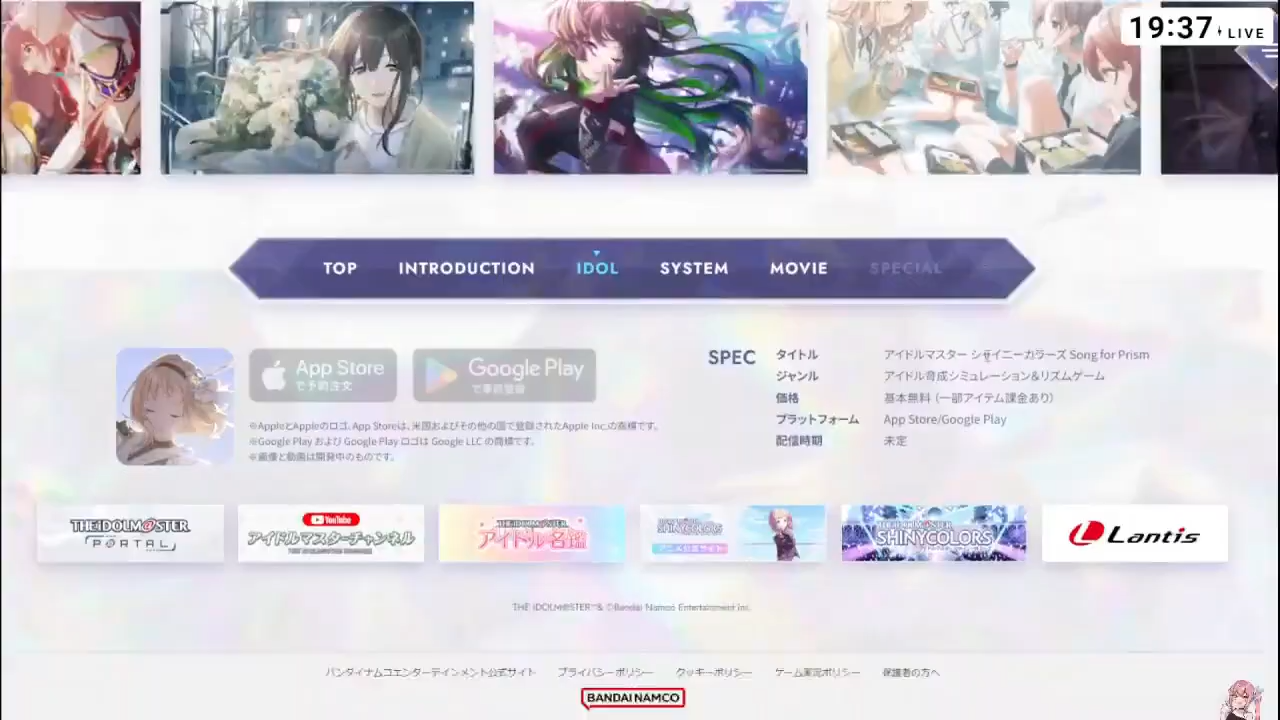 19:37 LIVE
TOP INTRODUCTION IDOL SYSTEM MOVIE SPECIAL
App Store
で予約注文
Google Play
で事前登録
※AppleとAppleのロゴ、App Storeは、米国およびその他の国で登録されたApple Inc.の商標です。
※Google Play および Google Play ロゴは Google LLC の商標です。
※画像と動画は開発中のものです。
SPEC
タイトル アイドルマスター シャイニーカラーズ Song for Prism
ジャンル アイドル育成シミュレーション&リズムゲーム
価格 基本無料 (一部アイテム課金あり)
プラットフォーム App Store/Google Play
配信時期 未定
THE IDOLM@STER
PORTAL
YouTube
アイドルマスターチャンネル
THE IDOLM@STER
アイドル名鑑
SHINYCOLORS
アニメ公式サイト
THE IDOLM@STER
SHINYCOLORS
Lantis
THE IDOLM@STER™& ©Bandai Namco Entertainment Inc.
バンダイナムコエンターテインメント公式サイト プライバシーポリシー クッキーポリシー ゲーム実況ポリシー 保護者の方へ
BANDAI NAMCO